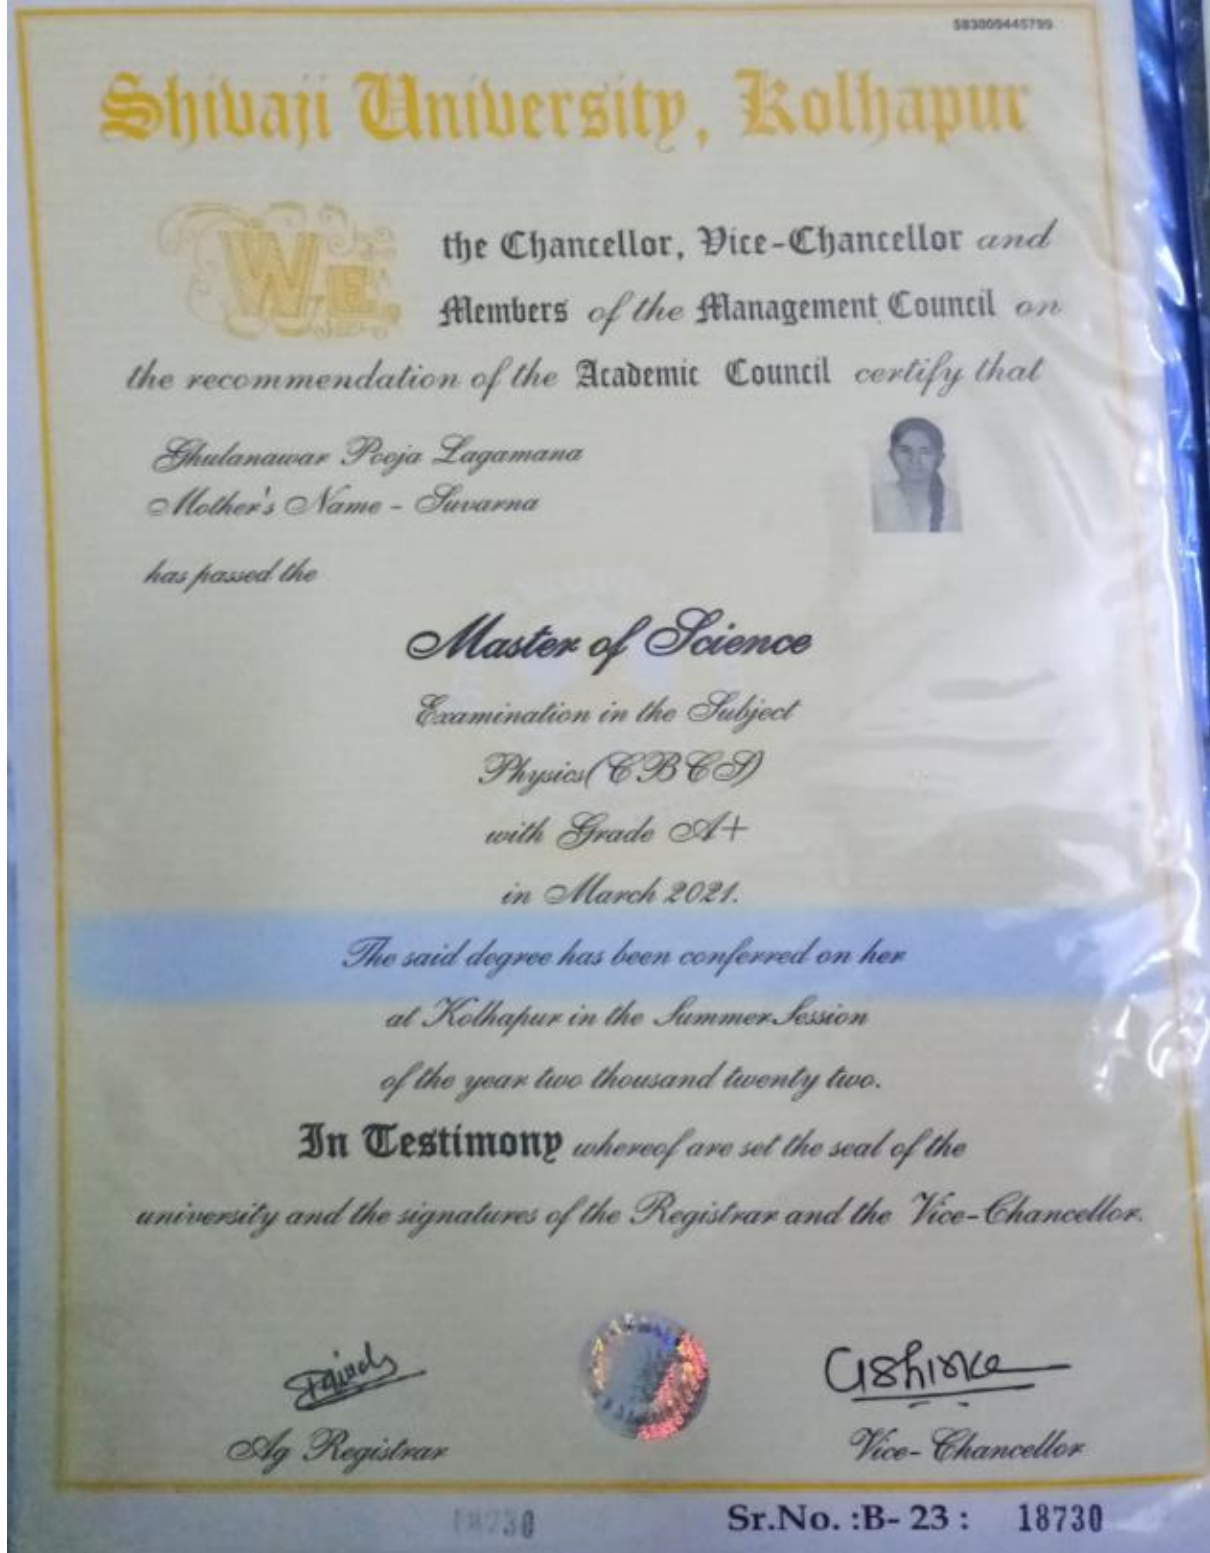 583009445799
Shivaji University, Kolhapur
WE, the Chancellor, Vice-Chancellor and
Members of the Management Council on
the recommendation of the Academic Council certify that
Ghulanawar Pooja Lagamana
Mother's Name - Suvarna
has passed the
Master of Science
Examination in the Subject
Physics(CBCS)
with Grade A+
in March 2021.
The said degree has been conferred on her
at Kolhapur in the Summer Session
of the year two thousand twenty two.
In Testimony whereof are set the seal of the
university and the signatures of the Registrar and the Vice-Chancellor.
Ag Registrar
Vice-Chancellor
18730
Sr.No. :B- 23 : 18730